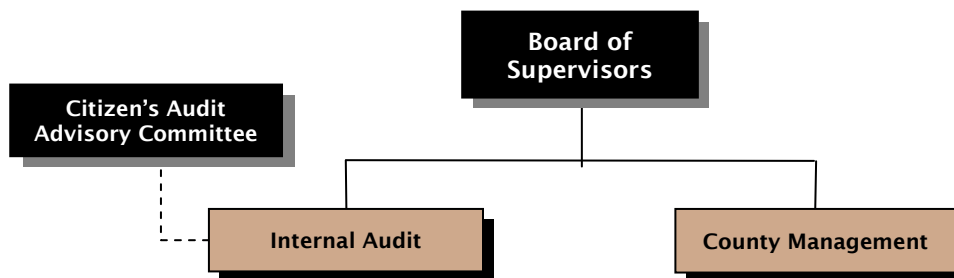 Board of
Supervisors
Citizen’s Audit
Advisory Committee
Internal Audit
County Management